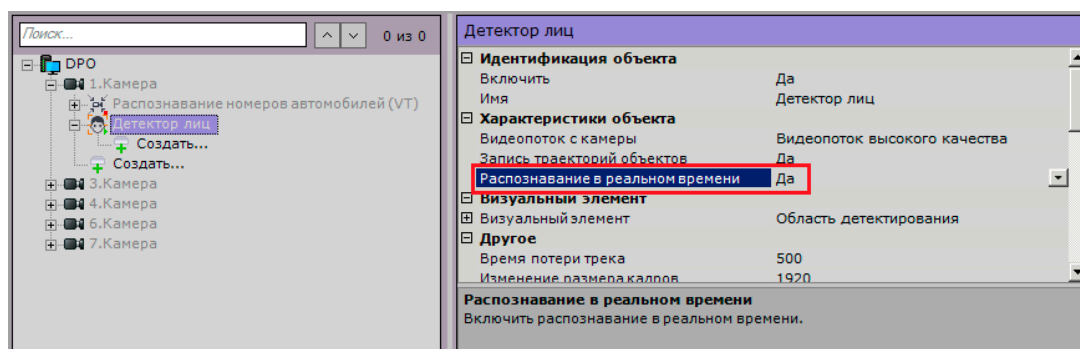 Поиск...
0 из 0
DPO
1.Камера
Распознавание номеров автомобилей (VT)
Детектор лиц
Создать...
Создать...
3.Камера
4.Камера
6.Камера
7.Камера
Детектор лиц
Идентификация объекта
Включить Да
Имя Детектор лиц
Характеристики объекта
Видеопоток с камеры Видеопоток высокого качества
Запись траекторий объектов Да
Распознавание в реальном времени Да
Визуальный элемент
Визуальный элемент Область детектирования
Другое
Время потери трека 500
Изменение размера кадров 1920
Распознавание в реальном времени
Включить распознавание в реальном времени.